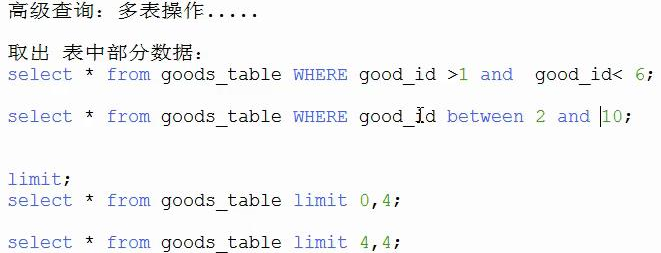 高级查询: 多表操作.....
取出 表中部分数据:
select * from goods_table WHERE good_id >1 and  good_id< 6;
select * from goods_table WHERE good_id between 2 and 10;
limit;
select * from goods_table limit 0,4;
select * from goods_table limit 4,4;